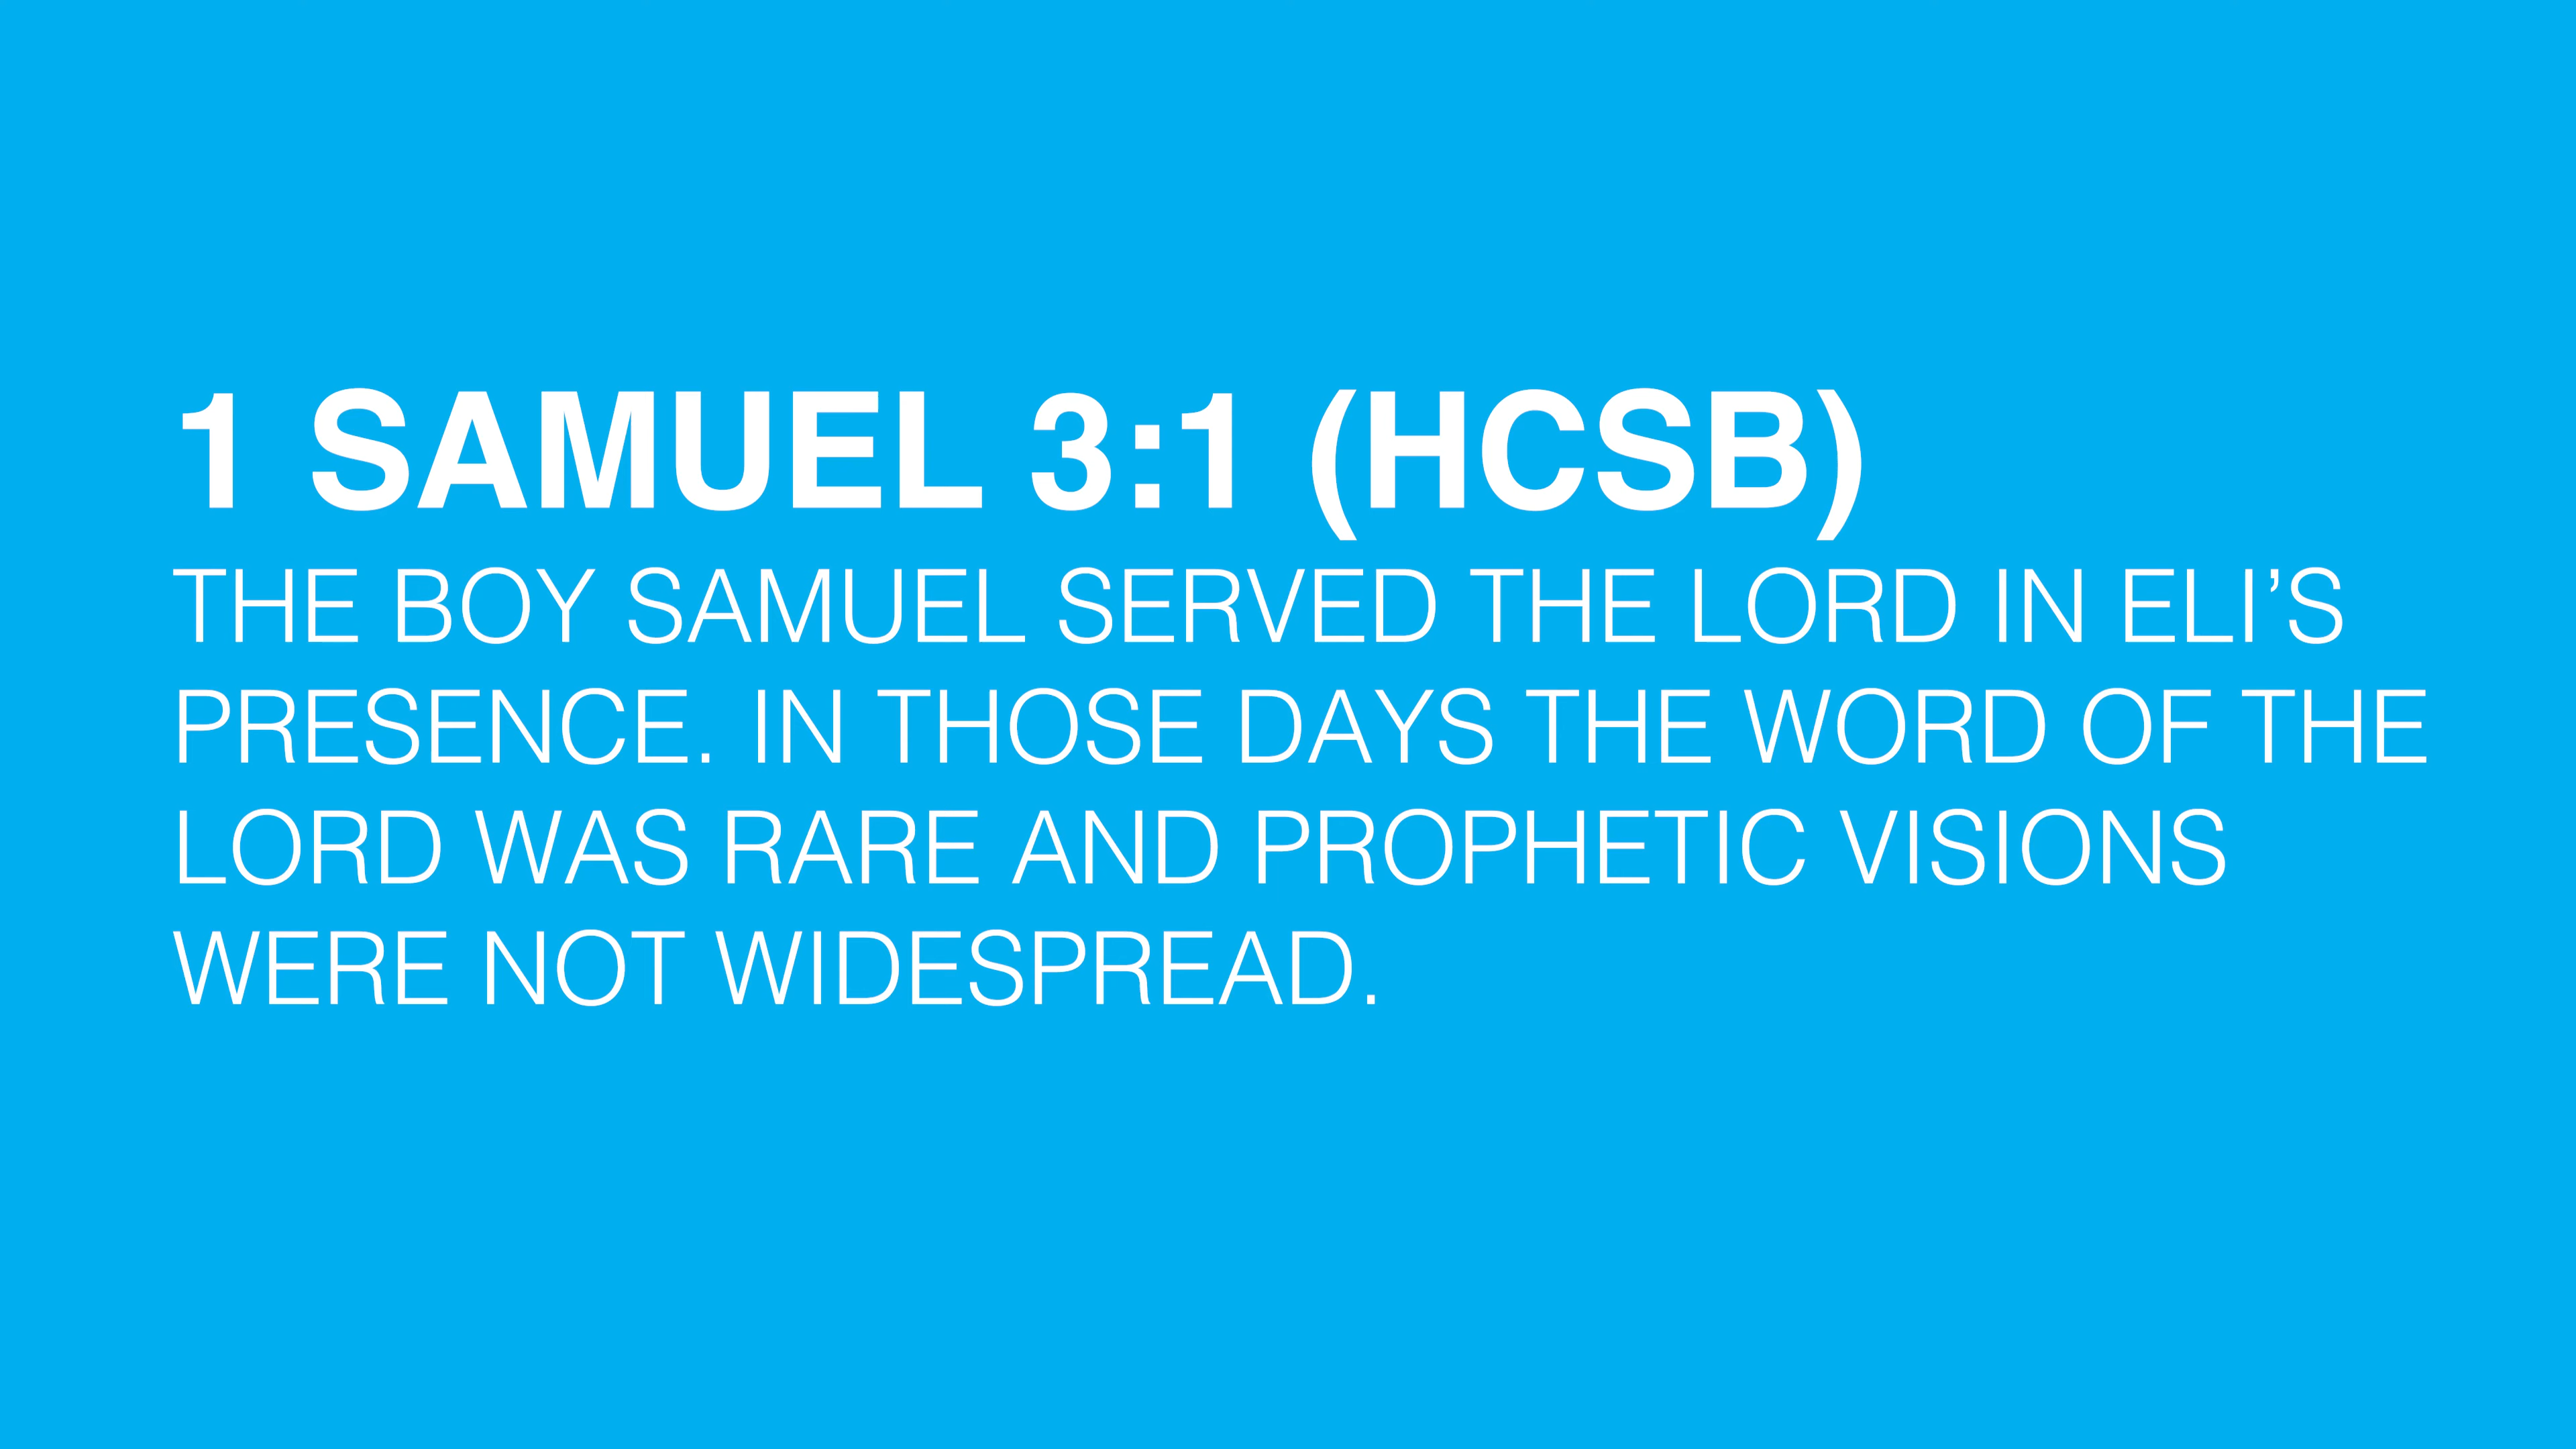 1 SAMUEL 3:1 (HCSB)
THE BOY SAMUEL SERVED THE LORD IN ELI’S
PRESENCE. IN THOSE DAYS THE WORD OF THE
LORD WAS RARE AND PROPHETIC VISIONS
WERE NOT WIDESPREAD.